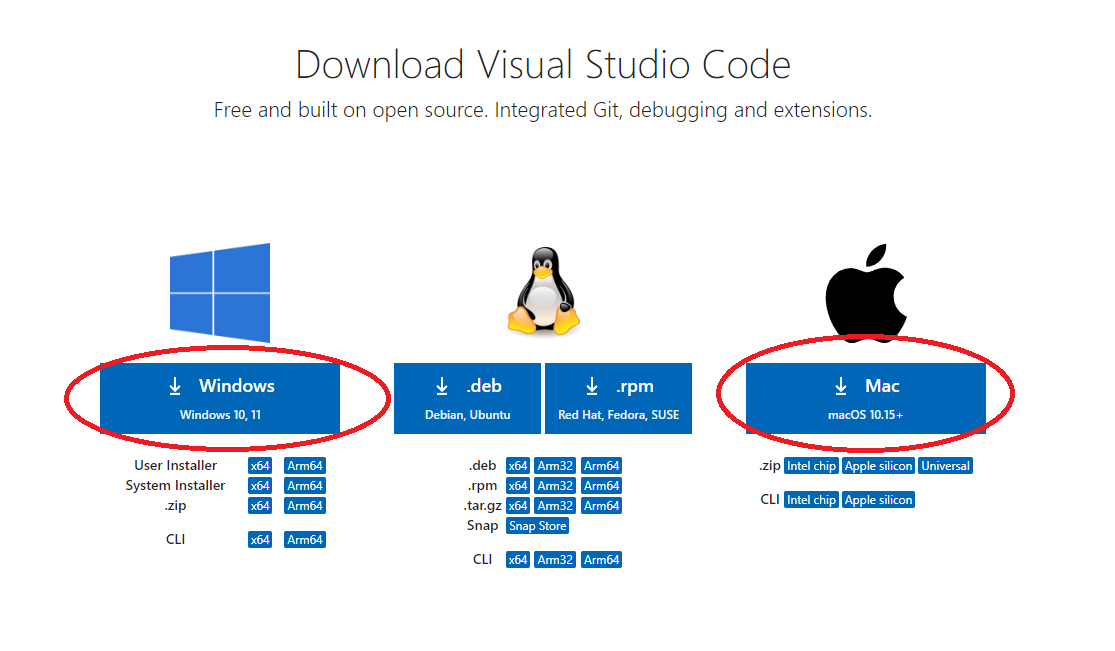 Download Visual Studio Code
Free and built on open source. Integrated Git, debugging and extensions.
Windows
Windows 10, 11
User Installer x64 Arm64
System Installer x64 Arm64
.zip x64 Arm64
CLI x64 Arm64
.deb
Debian, Ubuntu
.rpm
Red Hat, Fedora, SUSE
.deb x64 Arm32 Arm64
.rpm x64 Arm32 Arm64
.tar.gz x64 Arm32 Arm64
Snap Snap Store
CLI x64 Arm32 Arm64
Mac
macOS 10.15+
.zip Intel chip Apple silicon Universal
CLI Intel chip Apple silicon